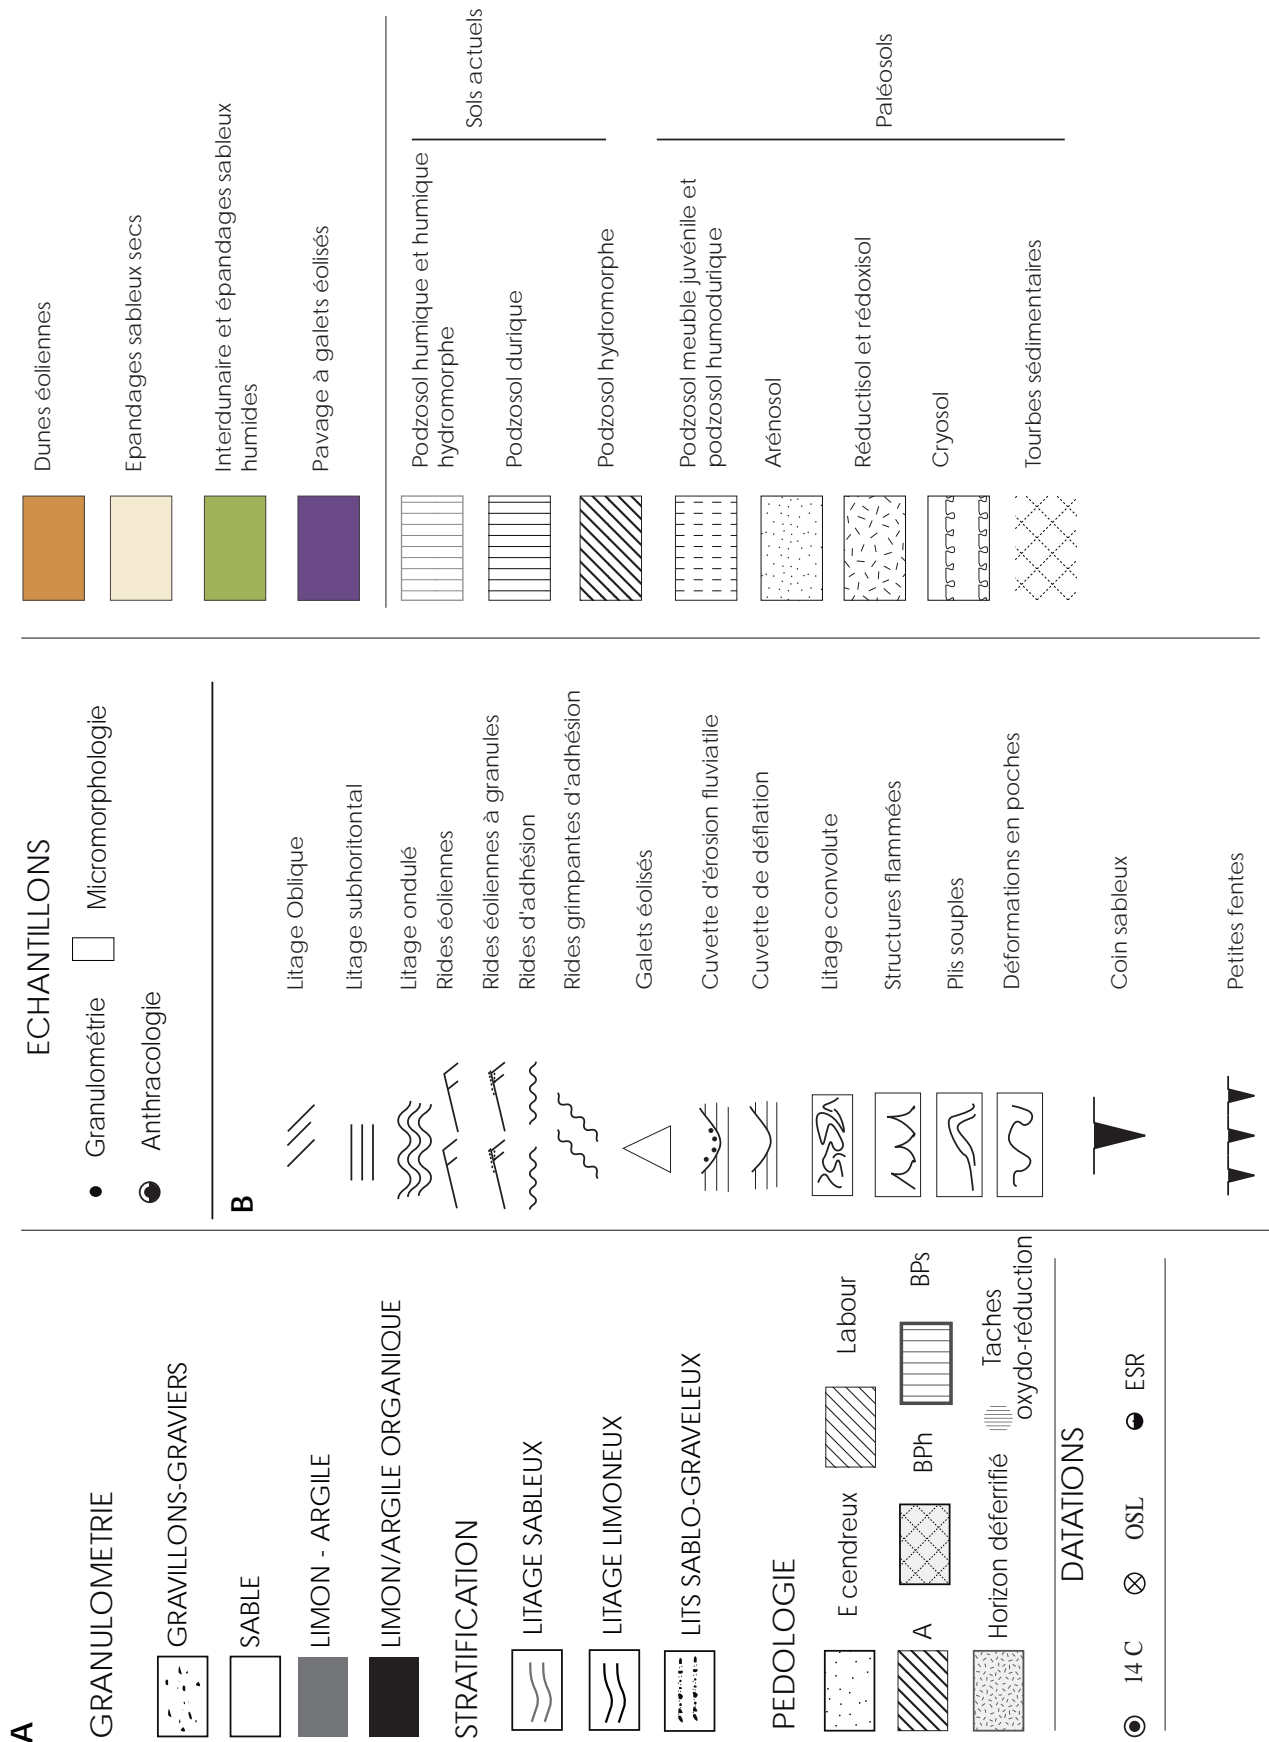 A
GRANULOMETRIE
GRAVILLONS-GRAVIERS
SABLE
LIMON - ARGILE
LIMON/ARGILE ORGANIQUE
STRATIFICATION
LITAGE SABLEUX
LITAGE LIMONEUX
LITS SABLO-GRAVELEUX
PEDOLOGIE
E cendreux
Labour
A
BPh
BPs
Horizon déferrifié
Taches
oxydo-réduction
DATATIONS
14 C
OSL
ESR
ECHANTILLONS
Granulométrie
Micromorphologie
Anthracologie
B
Litage Oblique
Litage subhoritontal
Litage ondulé
Rides éoliennes
Rides éoliennes à granules
Rides d'adhésion
Rides grimpantes d'adhésion
Galets éolisés
Cuvette d'érosion fluviatile
Cuvette de déflation
Litage convolute
Structures flammées
Plis souples
Déformations en poches
Coin sableux
Petites fentes
Dunes éoliennes
Epandages sableux secs
Interdunaire et épandages sableux
humides
Pavage à galets éolisés
Podzosol humique et humique
hydromorphe
Podzosol durique
Podzosol hydromorphe
Sols actuels
Podzosol meuble juvénile et
podzosol humodurique
Arénosol
Réductisol et rédoxisol
Cryosol
Tourbes sédimentaires
Paléosols